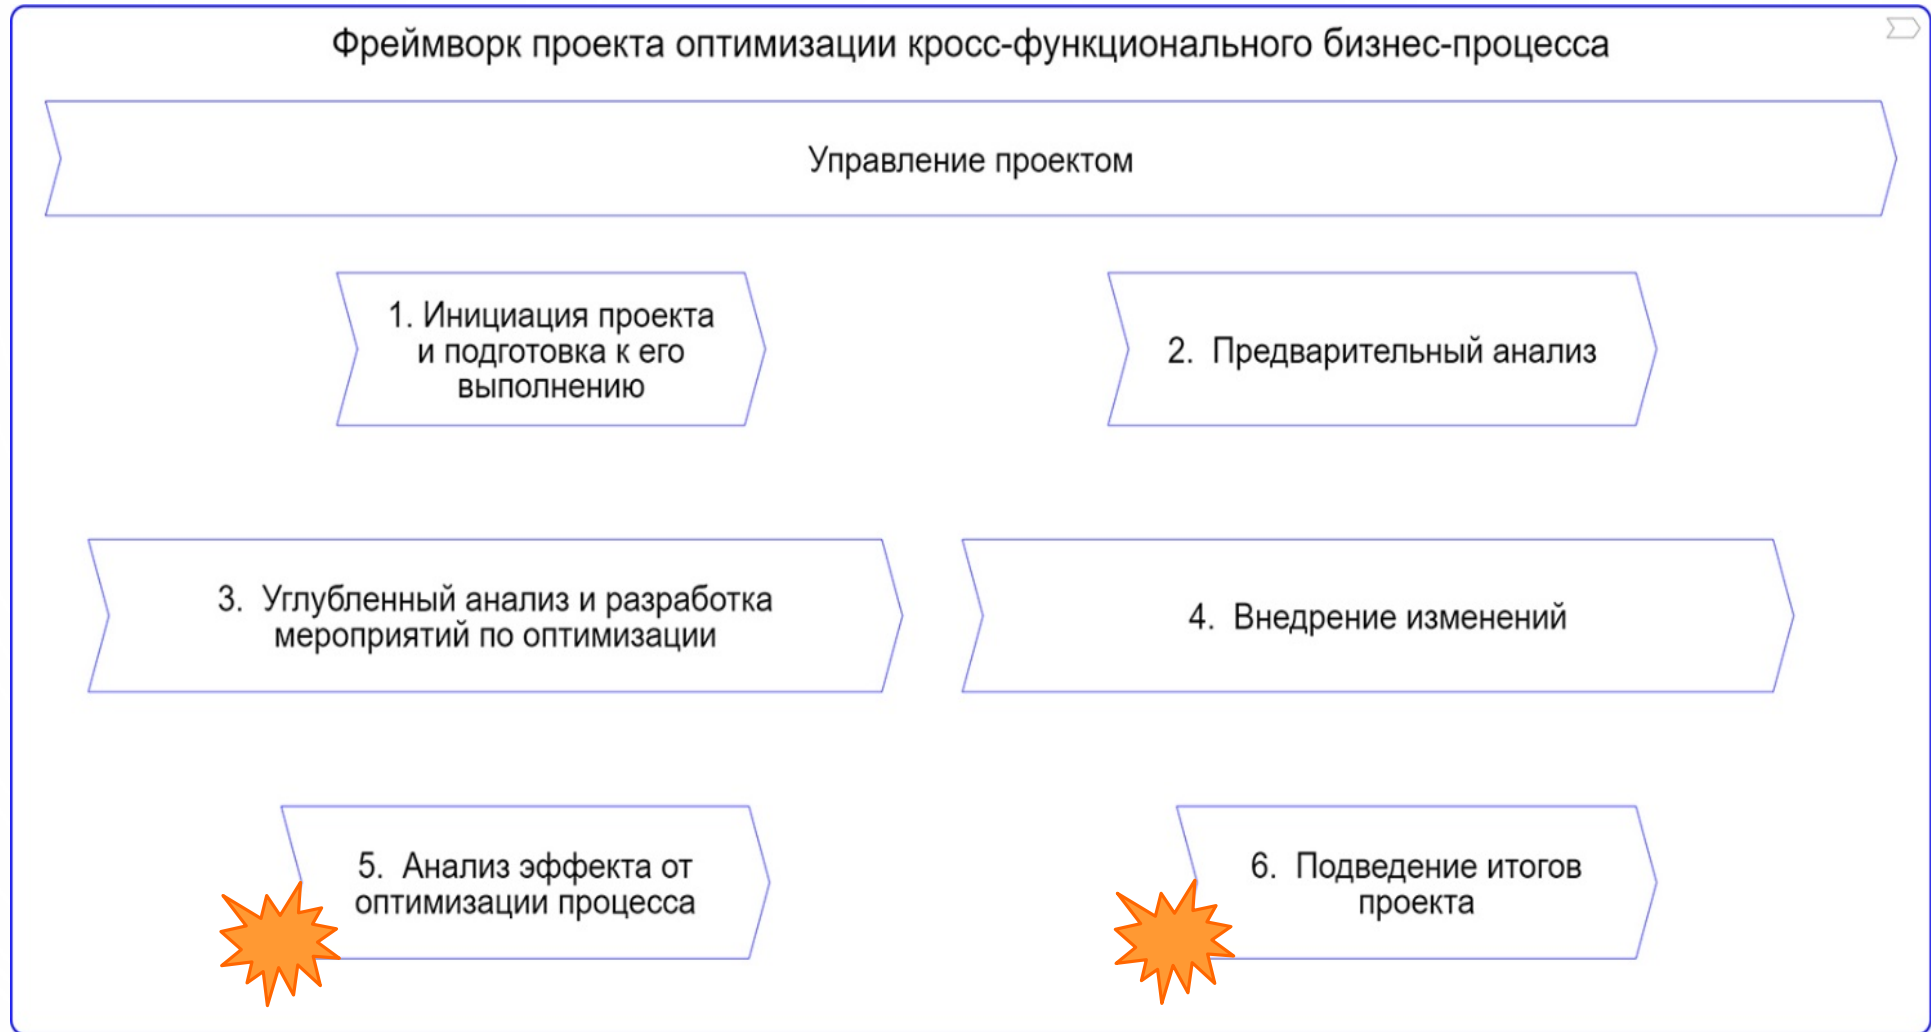 Фреймворк проекта оптимизации кросс-функционального бизнес-процесса
Управление проектом
1. Инициация проекта
и подготовка к его
выполнению
2. Предварительный анализ
3. Углубленный анализ и разработка
мероприятий по оптимизации
4. Внедрение изменений
5. Анализ эффекта от
оптимизации процесса
6. Подведение итогов
проекта